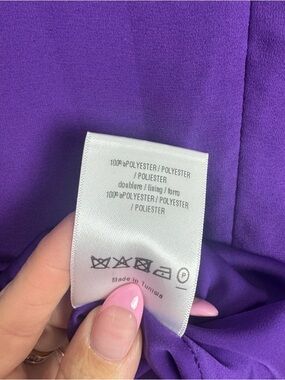 100%POLYESTER / POLYESTER
/ POLIESTER
doublure / lining / forro
100%POLYESTER / POLYESTER
/ POLIESTER
P
Made in Tunisia